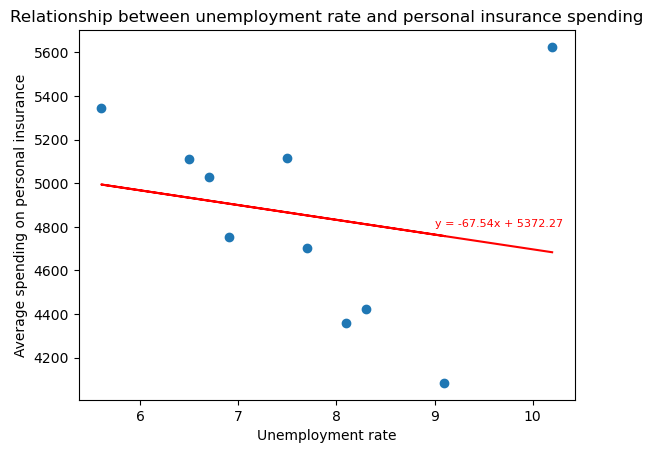 Relationship between unemployment rate and personal insurance spending
Average spending on personal insurance
5600
5400
5200
5000
4800
4600
4400
4200
y = -67.54x + 5372.27
6 7 8 9 10
Unemployment rate